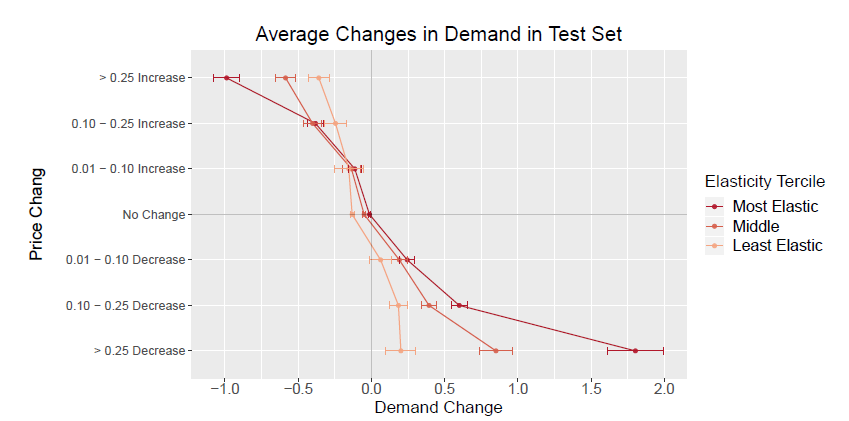 Average Changes in Demand in Test Set
Price Chang
> 0.25 Increase
0.10 − 0.25 Increase
0.01 − 0.10 Increase
No Change
0.01 − 0.10 Decrease
0.10 − 0.25 Decrease
> 0.25 Decrease
−1.0 −0.5 0.0 0.5 1.0 1.5 2.0
Demand Change
Elasticity Tercile
Most Elastic
Middle
Least Elastic